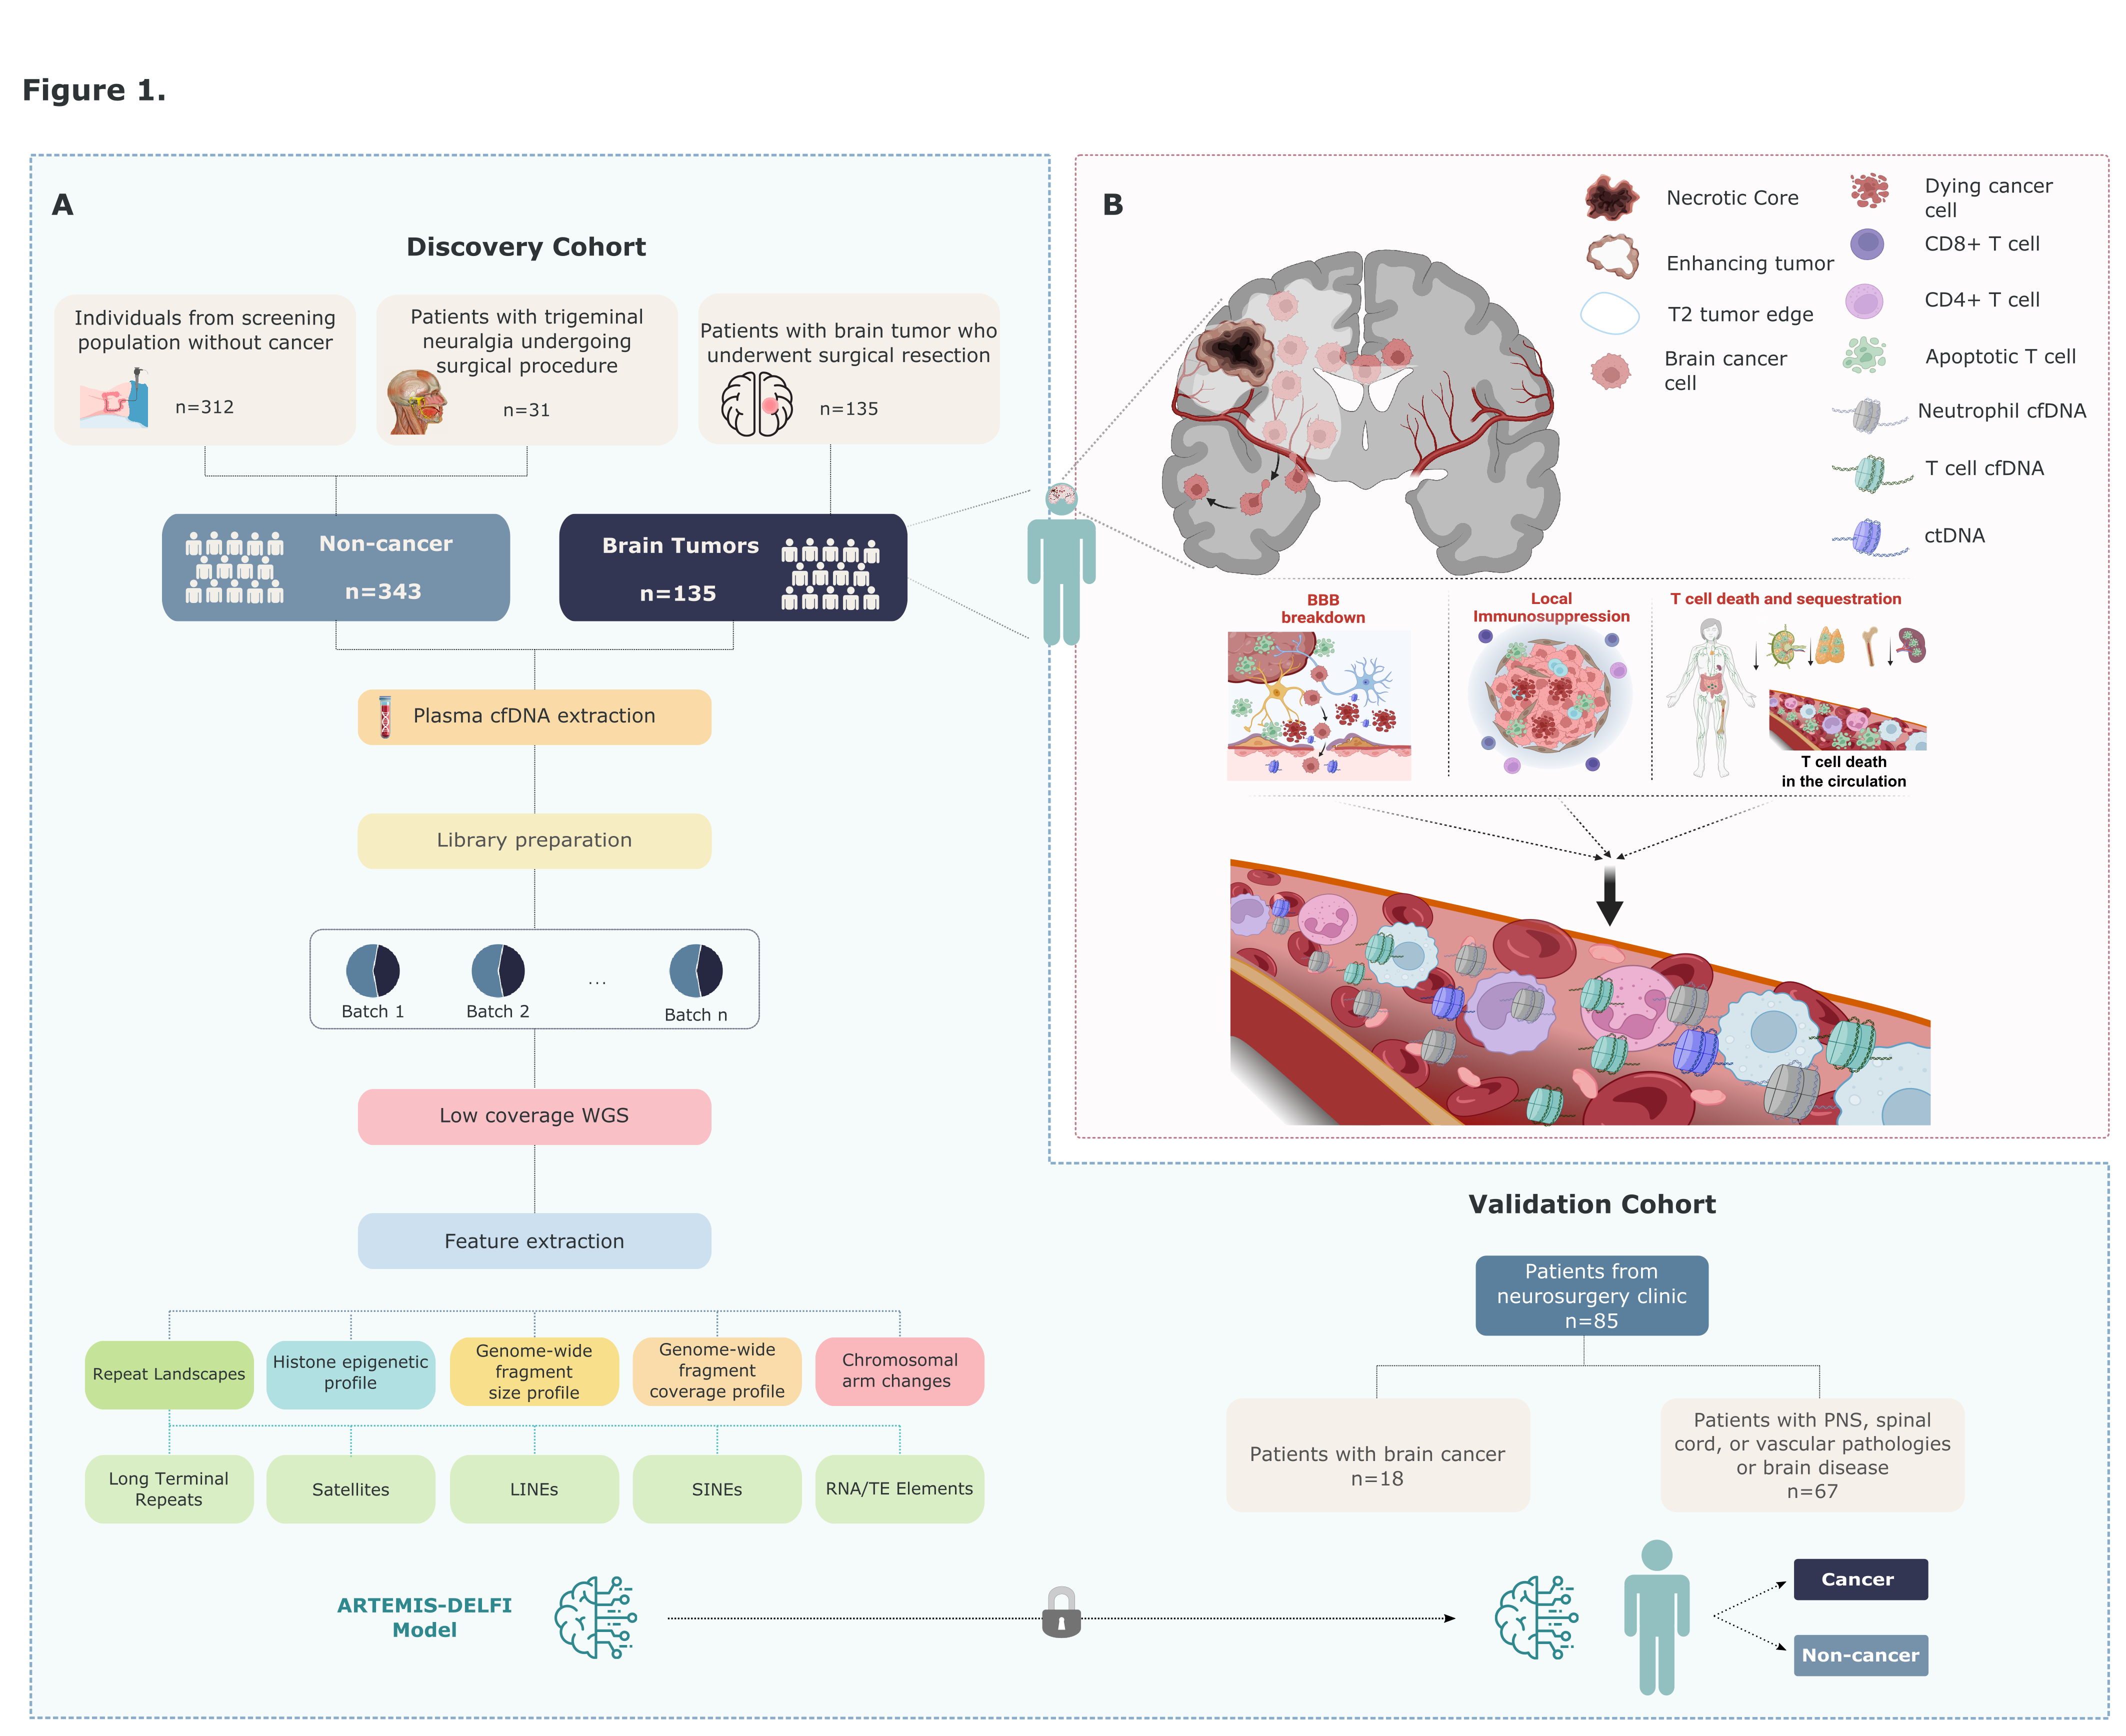 Figure 1.
A
Discovery Cohort
Individuals from screening
population without cancer
n=312
Patients with trigeminal
neuralgia undergoing
surgical procedure
n=31
Patients with brain tumor who
underwent surgical resection
n=135
Non-cancer
n=343
Brain Tumors
n=135
Plasma cfDNA extraction
Library preparation
Batch 1
Batch 2
...
Batch n
Low coverage WGS
Feature extraction
Repeat Landscapes
Histone epigenetic
profile
Genome-wide
fragment
size profile
Genome-wide
fragment
coverage profile
Chromosomal
arm changes
Long Terminal
Repeats
Satellites
LINEs
SINEs
RNA/TE Elements
ARTEMIS-DELFI
Model
B
Necrotic Core
Enhancing tumor
T2 tumor edge
Brain cancer
cell
Dying cancer
cell
CD8+ T cell
CD4+ T cell
Apoptotic T cell
Neutrophil cfDNA
T cell cfDNA
ctDNA
BBB
breakdown
Local
Immunosuppression
T cell death and sequestration
T cell death
in the circulation
Validation Cohort
Patients from
neurosurgery clinic
n=85
Patients with brain cancer
n=18
Patients with PNS, spinal
cord, or vascular pathologies
or brain disease
n=67
Cancer
Non-cancer